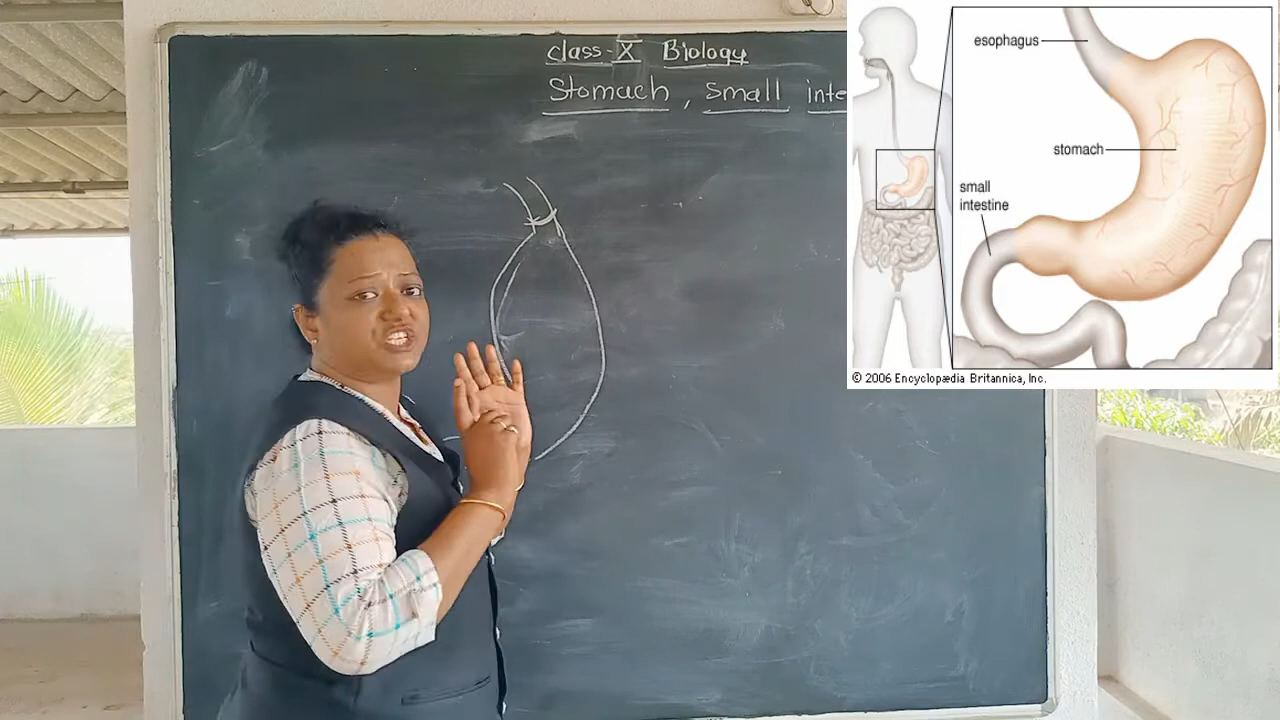 class-X Biology
Stomach, small inte
esophagus
stomach
small
intestine
© 2006 Encyclopædia Britannica, Inc.